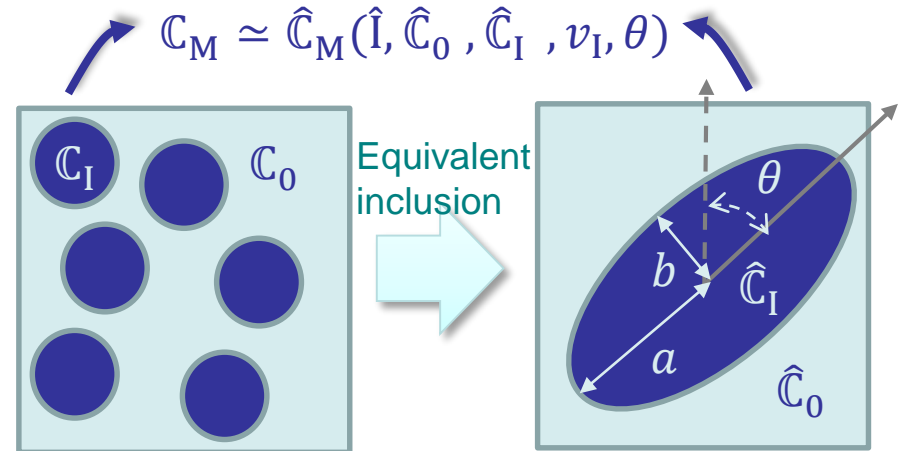 ℂ_M ≃ ℂ̂_M(Î, ℂ̂_0 , ℂ̂_I , v_I, θ)
ℂ_I
ℂ_0
Equivalent
inclusion
θ
b
ℂ̂_I
a
ℂ̂_0